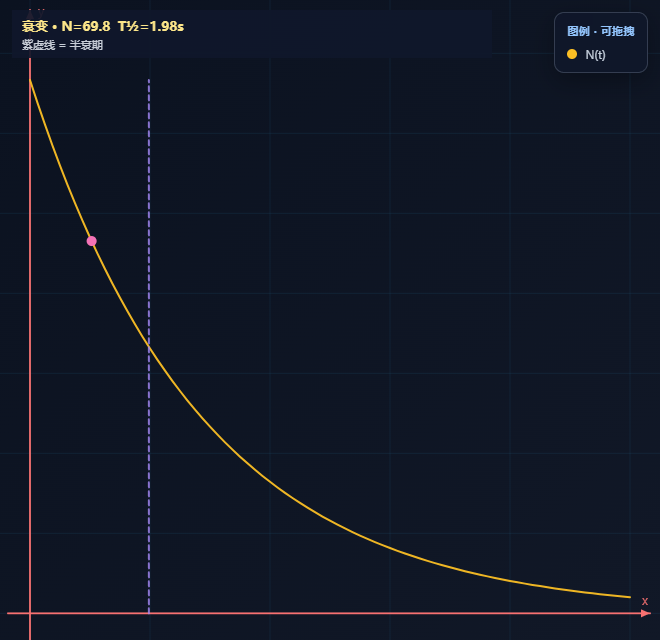 衰变 • N=69.8 T½=1.98s
紫虚线 = 半衰期
图例 · 可拖拽
N(t)
x